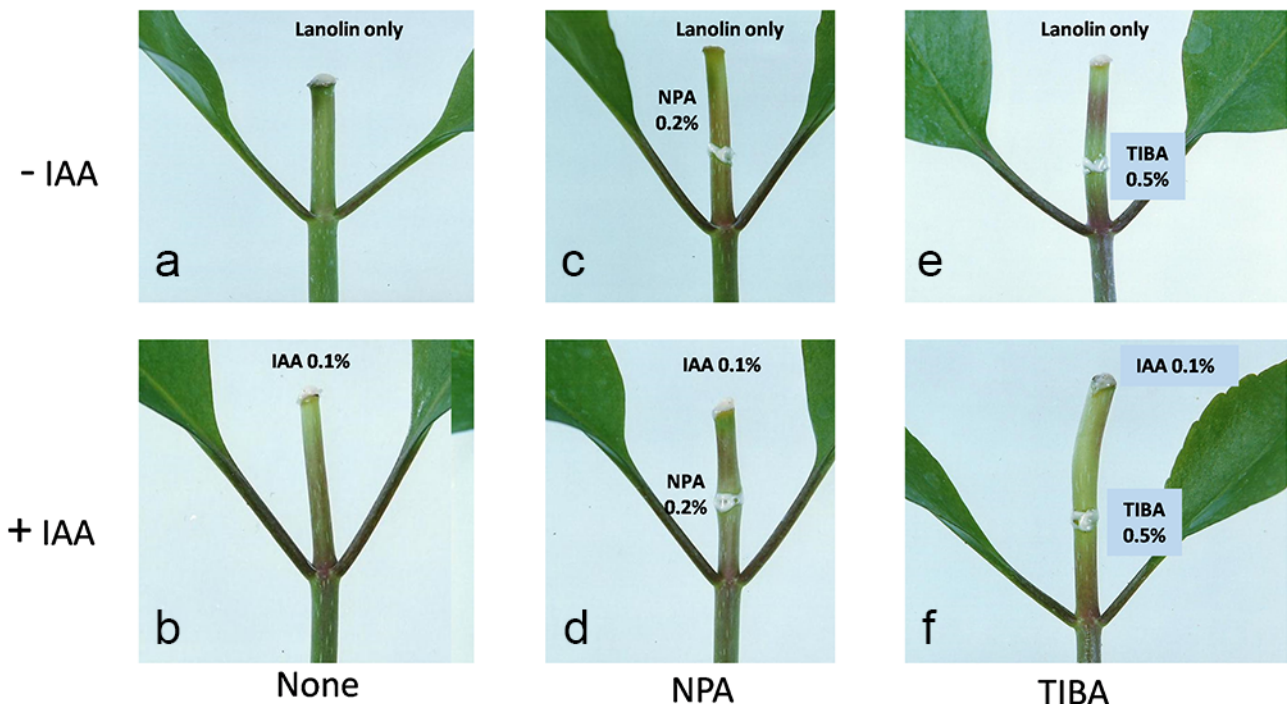 Lanolin only
Lanolin only
Lanolin only
NPA
0.2%
TIBA
0.5%
- IAA
a
c
e
IAA 0.1%
IAA 0.1%
IAA 0.1%
NPA
0.2%
TIBA
0.5%
+ IAA
b
d
f
None
NPA
TIBA